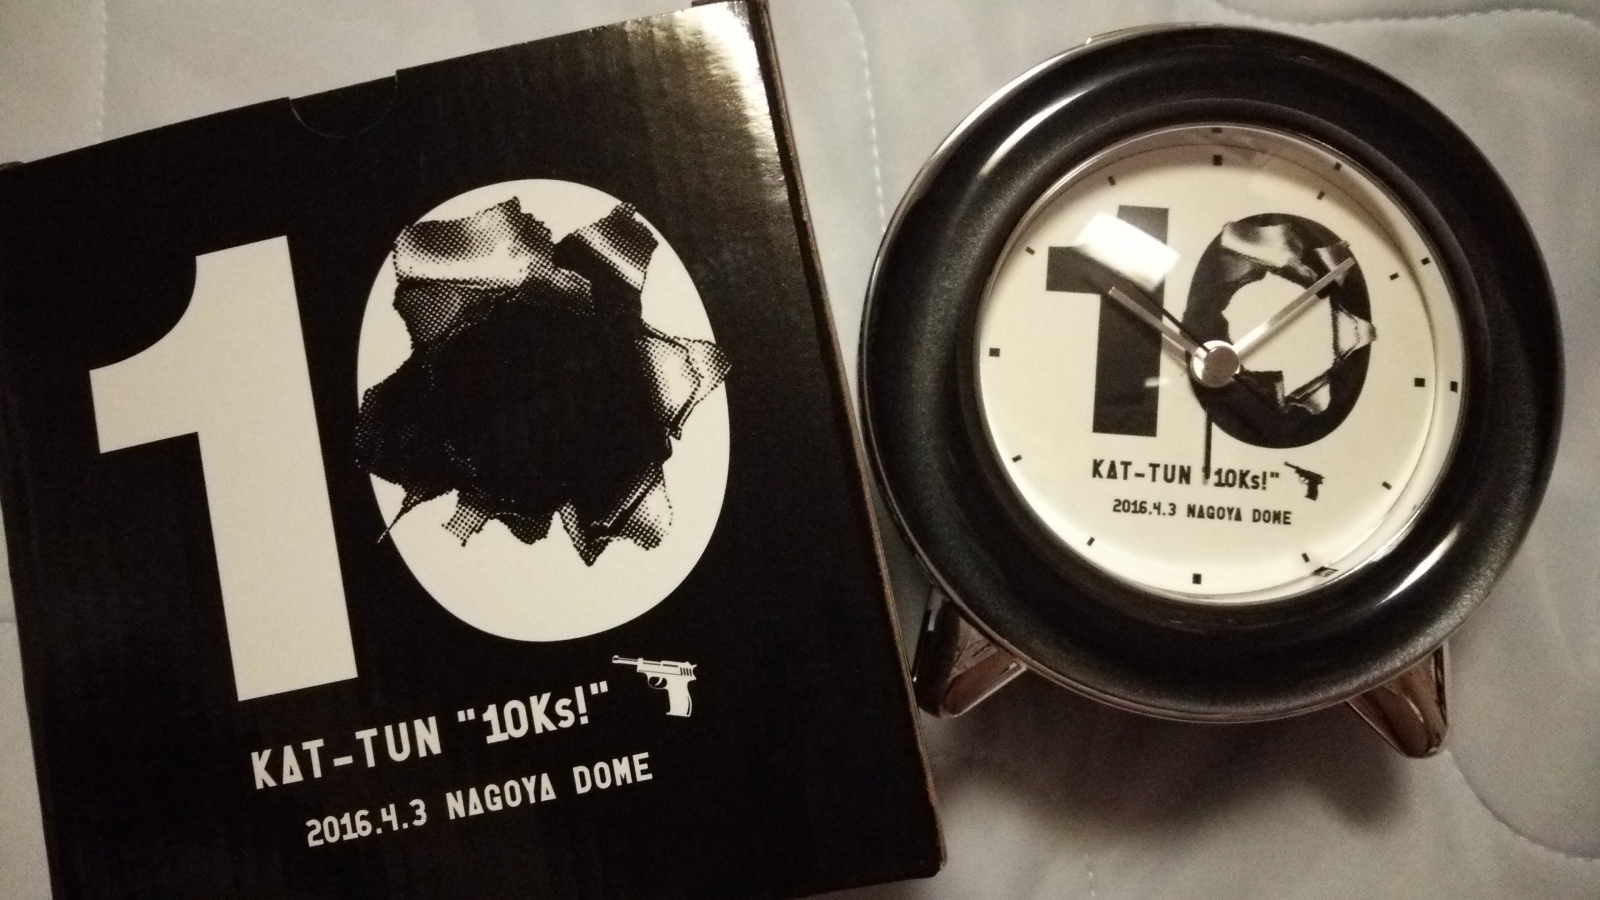 10
KAT-TUN "10Ks!"
2016.4.3 NAGOYA DOME
10
KAT-TUN "10Ks!"
2016.4.3 NAGOYA DOME